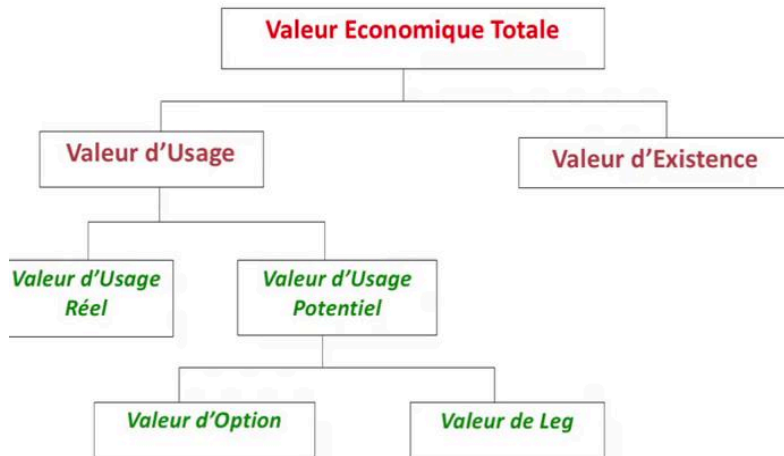 Valeur Economique Totale
Valeur d'Usage
Valeur d'Existence
Valeur d'Usage
Réel
Valeur d'Usage
Potentiel
Valeur d'Option
Valeur de Leg